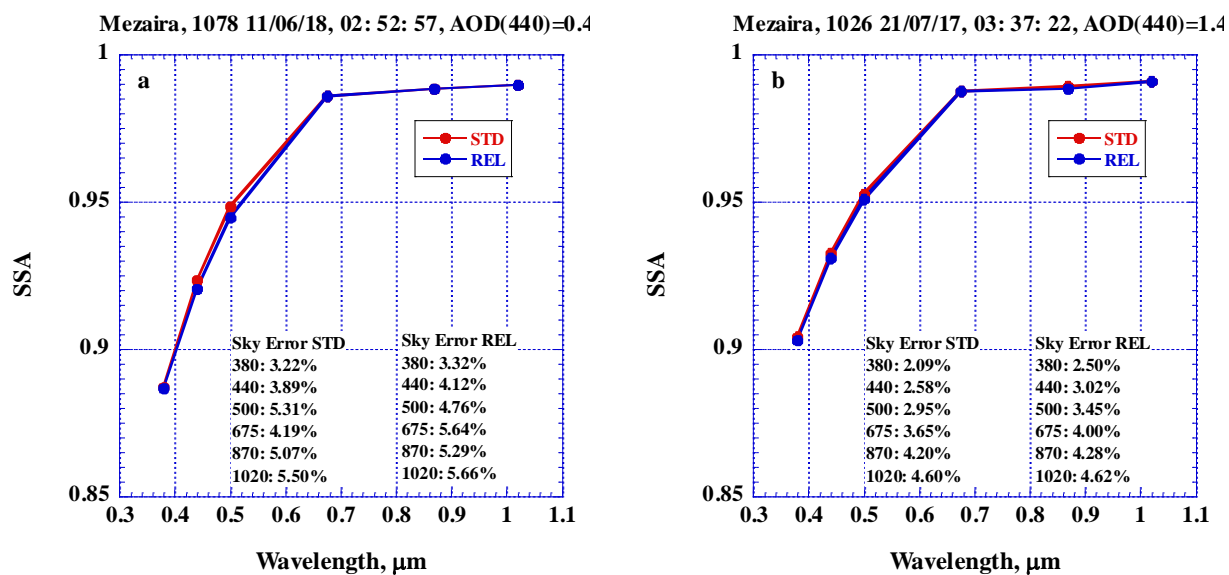 Mezaira, 1078 11/06/18, 02: 52: 57, AOD(440)=0.4
1
a
STD
REL
0.95
SSA
0.9
Sky Error STD
380: 3.22%
440: 3.89%
500: 5.31%
675: 4.19%
870: 5.07%
1020: 5.50%
Sky Error REL
380: 3.32%
440: 4.12%
500: 4.76%
675: 5.64%
870: 5.29%
1020: 5.66%
0.85
0.3 0.4 0.5 0.6 0.7 0.8 0.9 1 1.1
Wavelength, μm
Mezaira, 1026 21/07/17, 03: 37: 22, AOD(440)=1.4
1
b
STD
REL
0.95
SSA
0.9
Sky Error STD
380: 2.09%
440: 2.58%
500: 2.95%
675: 3.65%
870: 4.20%
1020: 4.60%
Sky Error REL
380: 2.50%
440: 3.02%
500: 3.45%
675: 4.00%
870: 4.28%
1020: 4.62%
0.85
0.3 0.4 0.5 0.6 0.7 0.8 0.9 1 1.1
Wavelength, μm